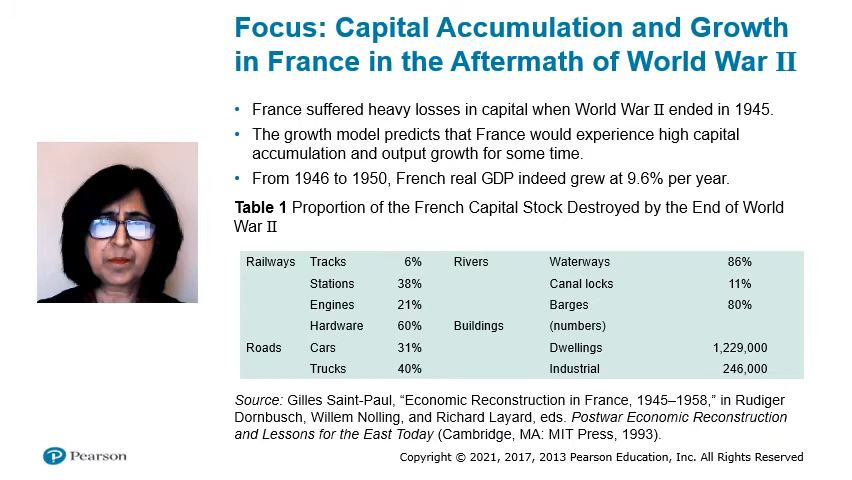 Focus: Capital Accumulation and Growth
in France in the Aftermath of World War II
• France suffered heavy losses in capital when World War II ended in 1945.
• The growth model predicts that France would experience high capital
accumulation and output growth for some time.
• From 1946 to 1950, French real GDP indeed grew at 9.6% per year.
Table 1 Proportion of the French Capital Stock Destroyed by the End of World
War II
Railways Tracks 6% Rivers Waterways 86%
Stations 38% Canal locks 11%
Engines 21% Barges 80%
Hardware 60% Buildings (numbers)
Roads Cars 31% Dwellings 1,229,000
Trucks 40% Industrial 246,000
Source: Gilles Saint-Paul, “Economic Reconstruction in France, 1945–1958,” in Rudiger
Dornbusch, Willem Nolling, and Richard Layard, eds. Postwar Economic Reconstruction
and Lessons for the East Today (Cambridge, MA: MIT Press, 1993).
P Pearson
Copyright © 2021, 2017, 2013 Pearson Education, Inc. All Rights Reserved